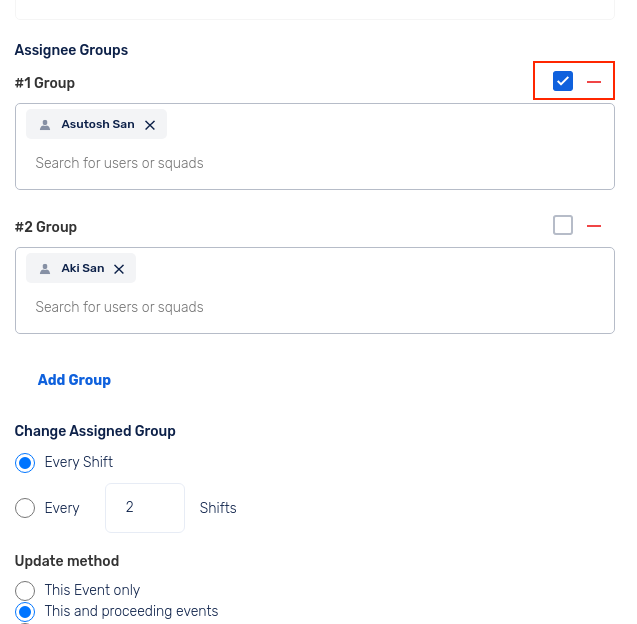 Assignee Groups
#1 Group
Asutosh San
Search for users or squads
#2 Group
Aki San
Search for users or squads
Add Group
Change Assigned Group
Every Shift
Every 2 Shifts
Update method
This Event only
This and proceeding events